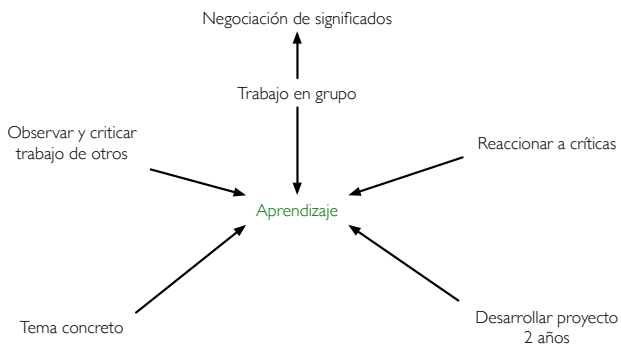 Negociación de significados
Trabajo en grupo
Observar y criticar
trabajo de otros
Reaccionar a críticas
Aprendizaje
Tema concreto
Desarrollar proyecto
2 años